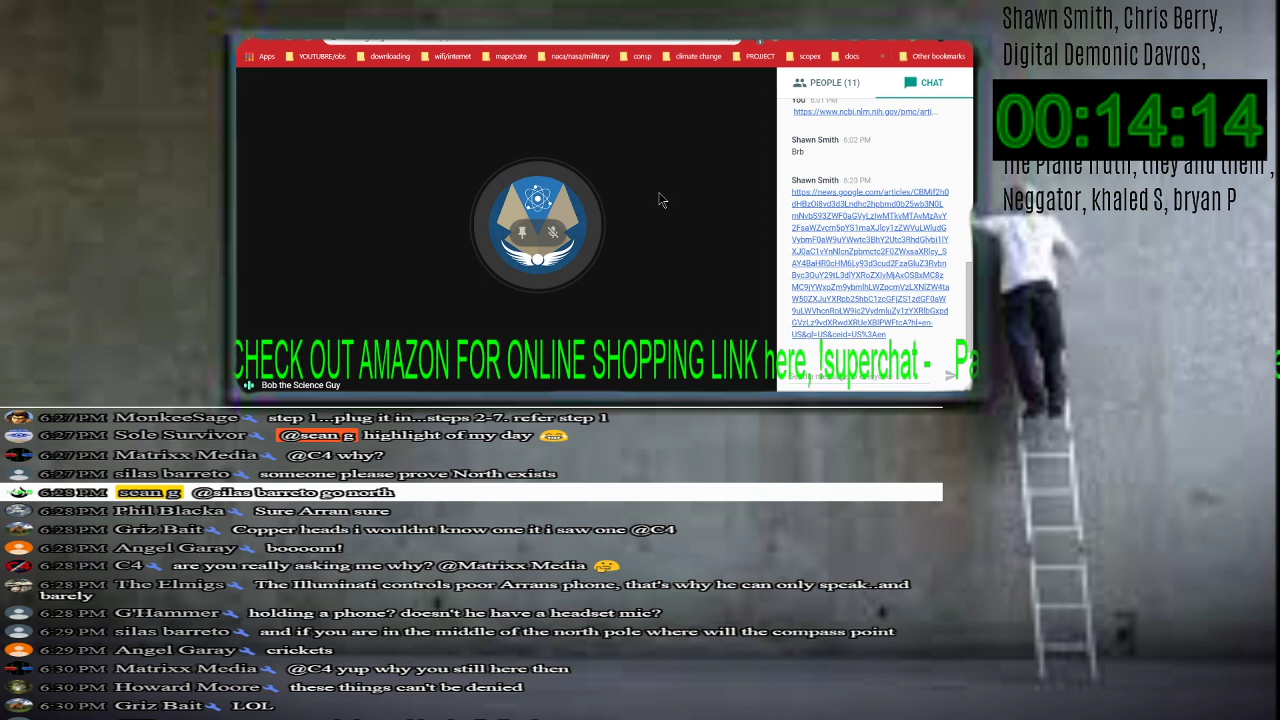 Shawn Smith, Chris Berry,
Digital Demonic Davros,
00:14:14
the Plane Truth, they and them ,
Neggator, khaled S, bryan P
Apps YOUTUBRE/obs downloading wifi/internet maps/sate naca/nasa/military consp climate change PROJECT scopex docs Other bookmarks
PEOPLE (11) CHAT
You 6:01 PM
https://www.ncbi.nlm.nih.gov/pmc/arti...
Shawn Smith 6:02 PM
Brb
Shawn Smith 6:23 PM
US&gl=US&ceid=US%3Aen
CHECK OUT AMAZON FOR ONLINE SHOPPING LINK here, !superchat - Pa
Bob the Science Guy
6:27 PM MonkeeSage step 1...plug it in...steps 2-7. refer step 1
6:27 PM Sole Survivor @sean g highlight of my day
6:27 PM Matrixx Media @C4 why?
6:27 PM silas barreto someone please prove North exists
6:28 PM sean g @silas barreto go north
6:28 PM Phil Blacka Sure Arran sure
6:28 PM Griz Bait Copper heads i wouldnt know one it i saw one @C4
6:28 PM Angel Garay boooom!
6:28 PM C4 are you really asking me why? @Matrixx Media
6:28 PM The Elmigs The Illuminati controls poor Arrans phone, that's why he can only speak..and
barely
6:28 PM G'Hammer holding a phone? doesn't he have a headset mic?
6:29 PM silas barreto and if you are in the middle of the north pole where will the compass point
6:29 PM Angel Garay crickets
6:30 PM Matrixx Media @C4 yup why you still here then
6:30 PM Howard Moore these things can't be denied
6:30 PM Griz Bait LOL